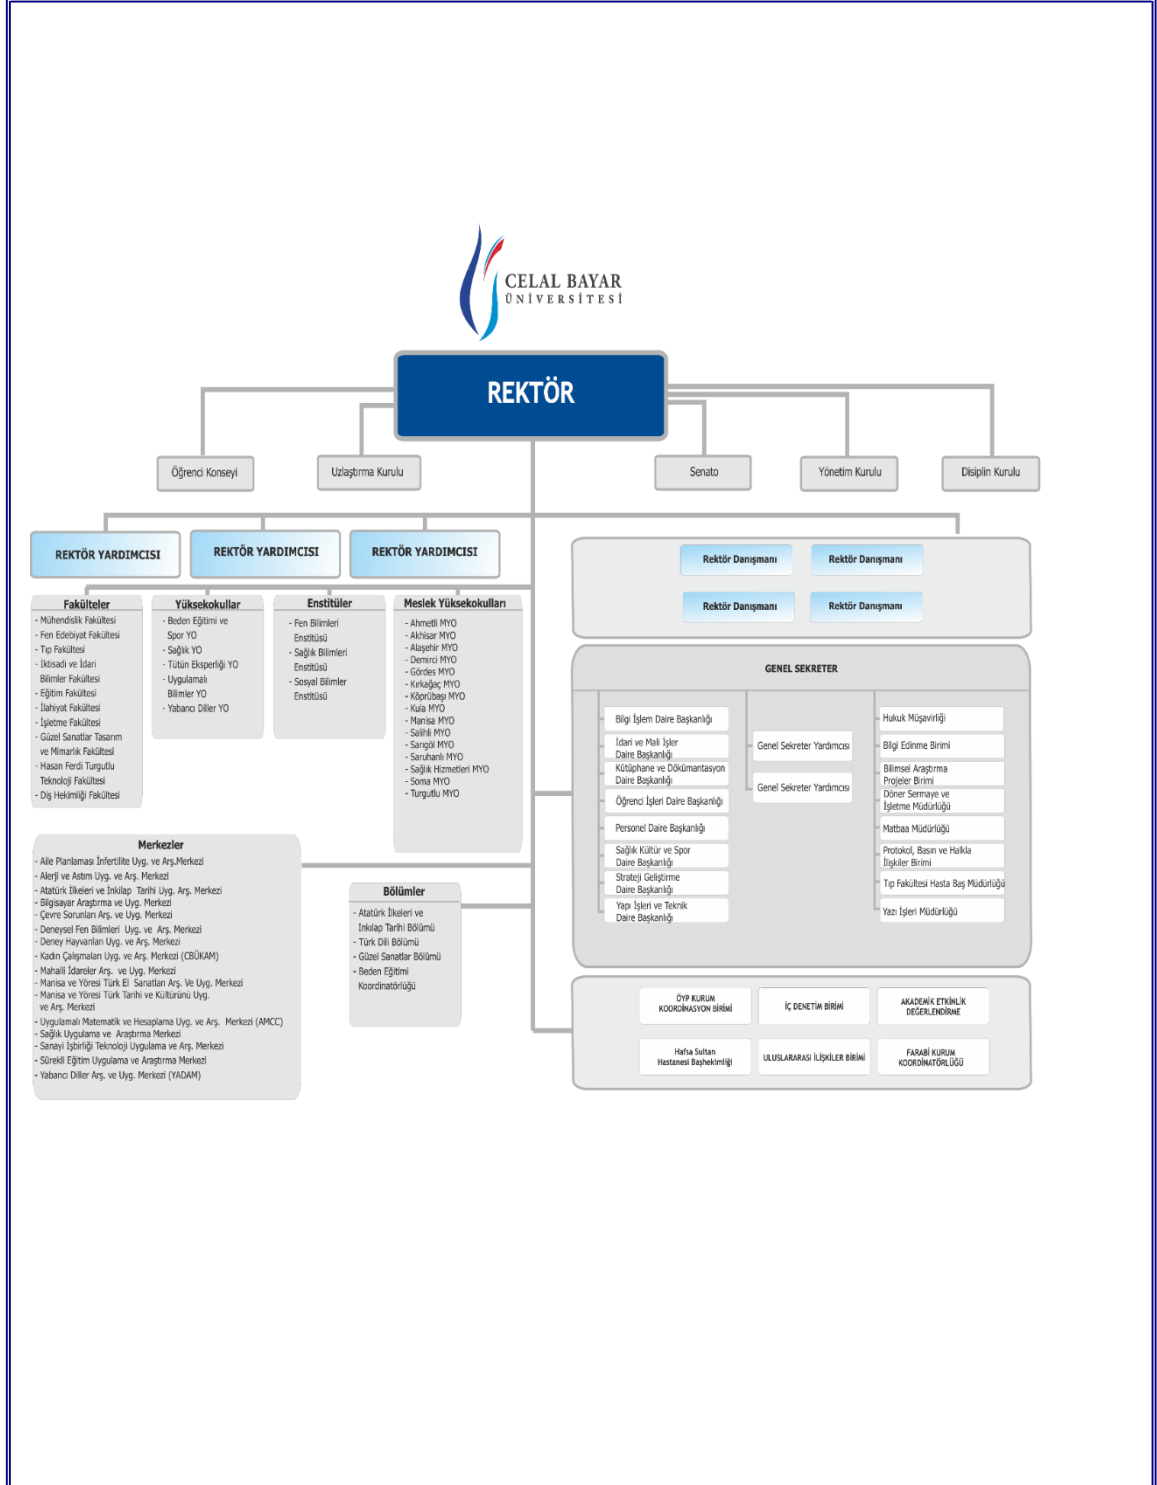 CELAL BAYAR
ÜNİVERSİTESİ
REKTÖR
Öğrenci Konseyi
Uzlaştırma Kurulu
Senato
Yönetim Kurulu
Disiplin Kurulu
REKTÖR YARDIMCISI
REKTÖR YARDIMCISI
REKTÖR YARDIMCISI
Rektör Danışmanı
Rektör Danışmanı
Rektör Danışmanı
Rektör Danışmanı
Fakülteler
- Mühendislik Fakültesi
- Fen Edebiyat Fakültesi
- Tıp Fakültesi
- İktisadi ve İdari
Bilimler Fakültesi
- Eğitim Fakültesi
- İlahiyat Fakültesi
- İşletme Fakültesi
- Güzel Sanatlar Tasarım
ve Mimarlık Fakültesi
- Hasan Ferdi Turgutlu
Teknoloji Fakültesi
- Diş Hekimliği Fakültesi
Yüksekokullar
- Beden Eğitimi ve
Spor YO
- Sağlık YO
- Tütün Eksperliği YO
- Uygulamalı
Bilimler YO
- Yabancı Diller YO
Enstitüler
- Fen Bilimleri
Enstitüsü
- Sağlık Bilimleri
Enstitüsü
- Sosyal Bilimler
Enstitüsü
Meslek Yüksekokulları
- Ahmetli MYO
- Akhisar MYO
- Alaşehir MYO
- Demirci MYO
- Gördes MYO
- Kırkağaç MYO
- Köprübaşı MYO
- Kula MYO
- Manisa MYO
- Salihli MYO
- Sarıgöl MYO
- Saruhanlı MYO
- Sağlık Hizmetleri MYO
- Soma MYO
- Turgutlu MYO
GENEL SEKRETER
Bilgi İşlem Daire Başkanlığı
İdari ve Mali İşler
Daire Başkanlığı
Kütüphane ve Dökümantasyon
Daire Başkanlığı
Öğrenci İşleri Daire Başkanlığı
Personel Daire Başkanlığı
Sağlık Kültür ve Spor
Daire Başkanlığı
Strateji Geliştirme
Daire Başkanlığı
Yapı İşleri ve Teknik
Daire Başkanlığı
Genel Sekreter Yardımcısı
Genel Sekreter Yardımcısı
Hukuk Müşavirliği
Bilgi Edinme Birimi
Bilimsel Araştırma
Projeler Birimi
Döner Sermaye ve
İşletme Müdürlüğü
Matbaa Müdürlüğü
Protokol, Basın ve Halkla
İlişkiler Birimi
Tıp Fakültesi Hasta Baş Müdürlüğü
Yazı İşleri Müdürlüğü
Merkezler
- Aile Planlaması İnfertilite Uyg. ve Arş.Merkezi
- Alerji ve Astım Uyg. ve Arş. Merkezi
- Atatürk İlkeleri ve İnkilap Tarihi Uyg. Arş. Merkezi
- Bilgisayar Araştırma ve Uyg. Merkezi
- Çevre Sorunları Arş. ve Uyg. Merkezi
- Deneysel Fen Bilimleri Uyg. ve Arş. Merkezi
- Deney Hayvanları Uyg. ve Arş. Merkezi
- Kadın Çalışmaları Uyg. ve Arş. Merkezi (CBÜKAM)
- Mahalli İdareler Arş. ve Uyg. Merkezi
- Manisa ve Yöresi Türk El Sanatları Arş. Ve Uyg. Merkezi
- Manisa ve Yöresi Türk Tarihi ve Kültürünü Uyg.
ve Arş. Merkezi
- Uygulamalı Matematik ve Hesaplama Uyg. ve Arş. Merkezi (AMCC)
- Sağlık Uygulama ve Araştırma Merkezi
- Sanayi İşbirliği Teknoloji Uygulama ve Arş. Merkezi
- Sürekli Eğitim Uygulama ve Araştırma Merkezi
- Yabancı Diller Arş. ve Uyg. Merkezi (YADAM)
Bölümler
- Atatürk İlkeleri ve
İnkılap Tarihi Bölümü
- Türk Dili Bölümü
- Güzel Sanatlar Bölümü
- Beden Eğitimi
Koordinatörlüğü
ÖYP KURUM
KOORDİNASYON BİRİMİ
İÇ DENETİM BİRİMİ
AKADEMİK ETKİNLİK
DEĞERLENDİRME
Hafsa Sultan
Hastanesi Başhekimliği
ULUSLARARASI İLİŞKİLER BİRİMİ
FARABİ KURUM
KOORDİNATÖRLÜĞÜ